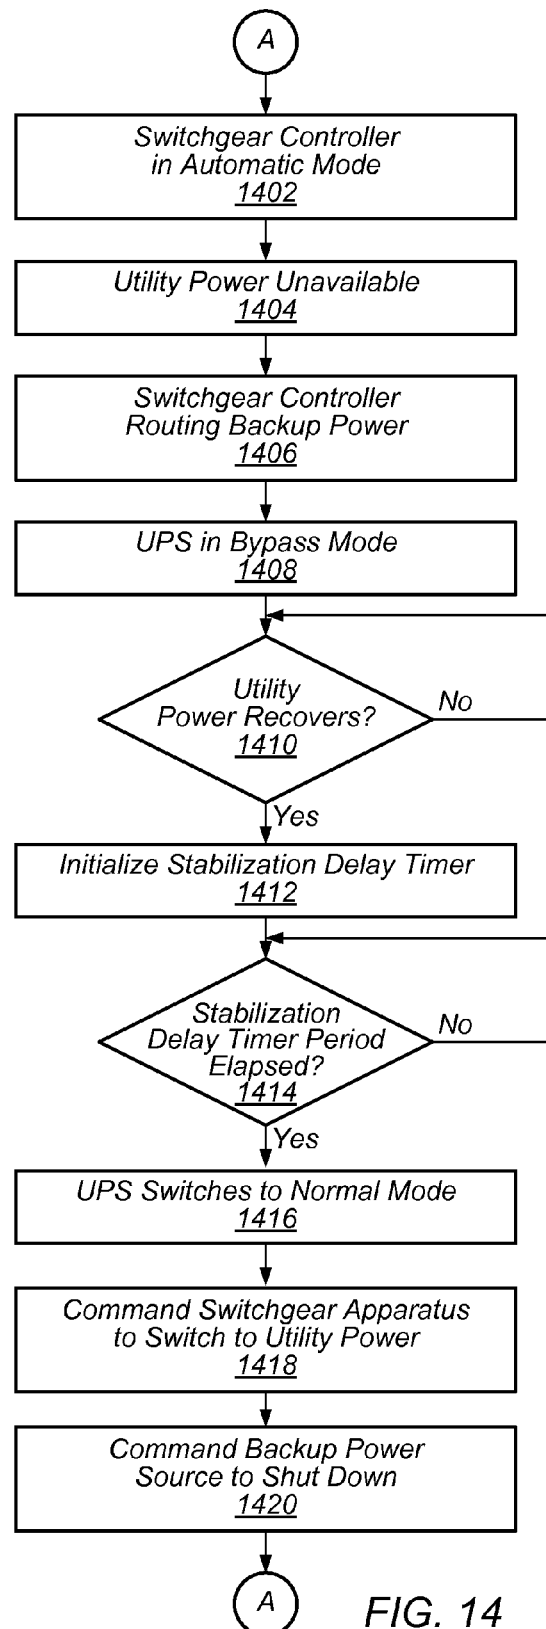 A
Switchgear Controller
in Automatic Mode
1402
Utility Power Unavailable
1404
Switchgear Controller
Routing Backup Power
1406
UPS in Bypass Mode
1408
Utility
Power Recovers?
1410
No
Yes
Initialize Stabilization Delay Timer
1412
Stabilization
Delay Timer Period
Elapsed?
1414
No
Yes
UPS Switches to Normal Mode
1416
Command Switchgear Apparatus
to Switch to Utility Power
1418
Command Backup Power
Source to Shut Down
1420
A
FIG. 14